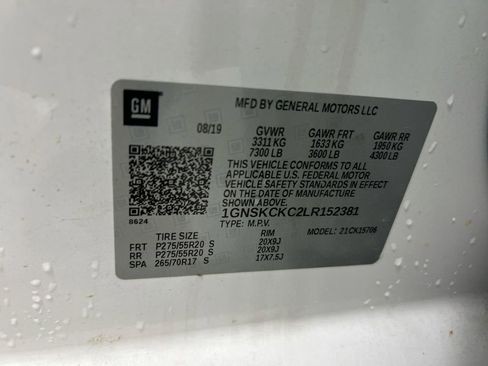 GM
MFD BY GENERAL MOTORS LLC
08/19 GVWR GAWR FRT GAWR RR
3311 KG 1633 KG 1950 KG
7300 LB 3600 LB 4300 LB
THIS VEHICLE CONFORMS TO ALL
APPLICABLE U.S. FEDERAL MOTOR
VEHICLE SAFETY STANDARDS IN
EFFECT ON THE DATE OF MANUFACTURE
SHOWN ABOVE.
1GNSKCKC2LR152381
8624
TYPE: M.P.V. MODEL: 21CK15706
TIRE SIZE RIM
FRT P275/55R20 S 20X9J
RR P275/55R20 S 20X9J
SPA 265/70R17 S 17X7.5J